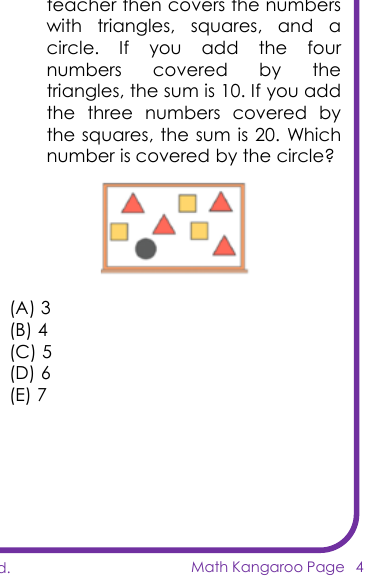 teacher then covers the numbers
with triangles, squares, and a
circle. If you add the four
numbers covered by the
triangles, the sum is 10. If you add
the three numbers covered by
the squares, the sum is 20. Which
number is covered by the circle?
(A) 3
(B) 4
(C) 5
(D) 6
(E) 7
d.
Math Kangaroo Page 4